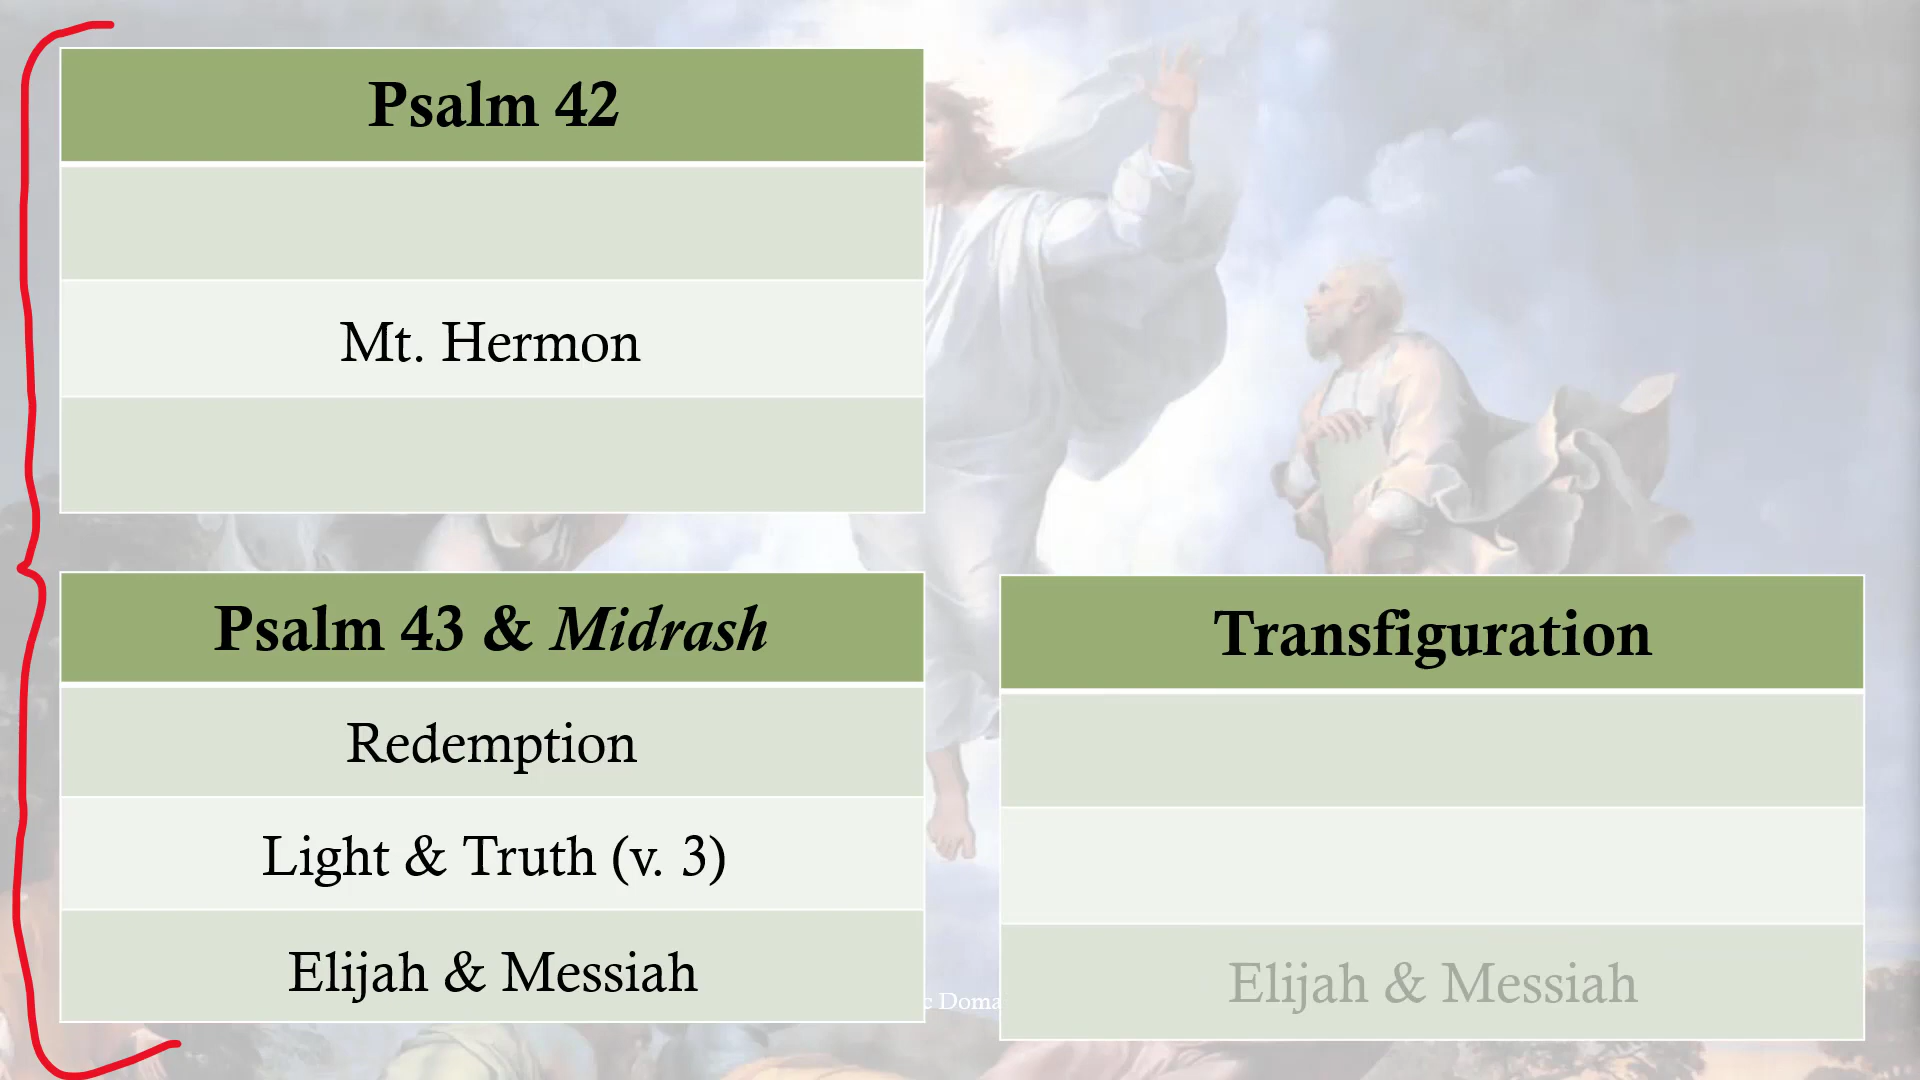 Psalm 42
Mt. Hermon
Psalm 43 & Midrash
Redemption
Light & Truth (v. 3)
Elijah & Messiah
Transfiguration
Elijah & Messiah